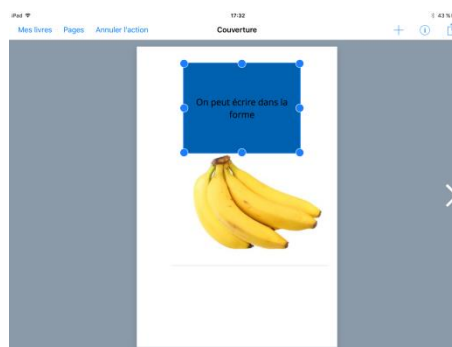 iPad
17:32
43 %
Mes livres Pages Annuler l'action
Couverture
On peut écrire dans la
forme